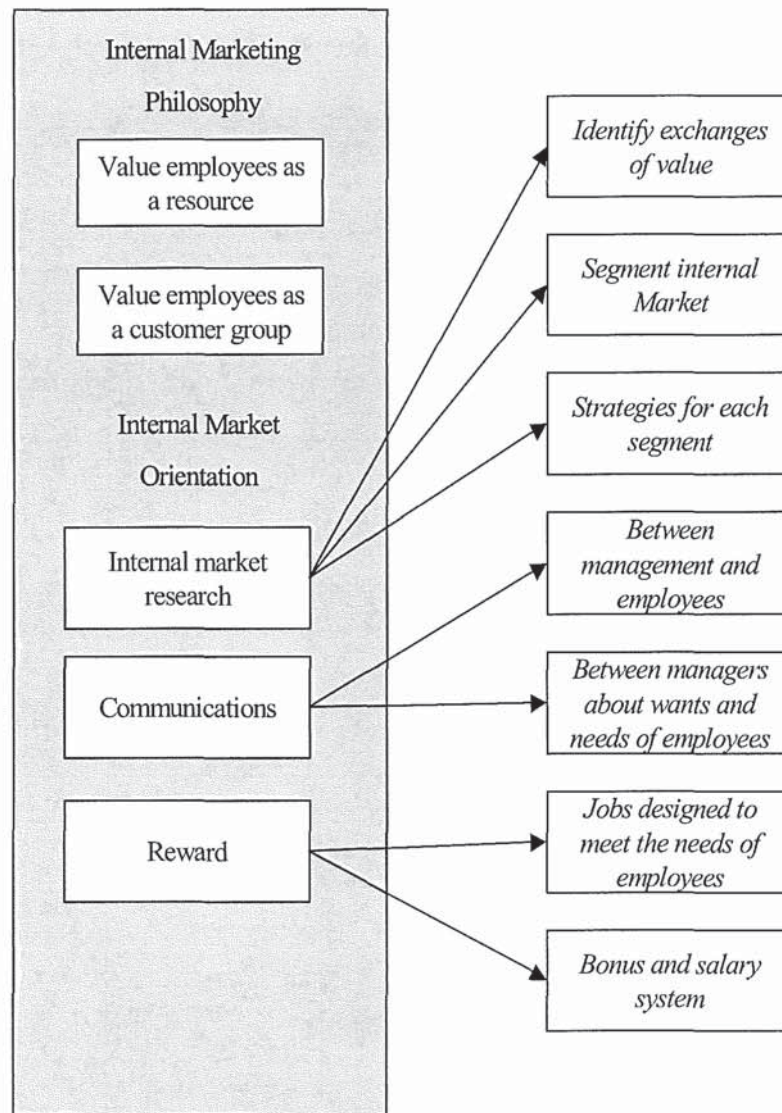 Internal Marketing
Philosophy
Value employees as
a resource
Value employees as
a customer group
Internal Market
Orientation
Internal market
research
Communications
Reward
Identify exchanges
of value
Segment internal
Market
Strategies for each
segment
Between
management and
employees
Between managers
about wants and
needs of employees
Jobs designed to
meet the needs of
employees
Bonus and salary
system